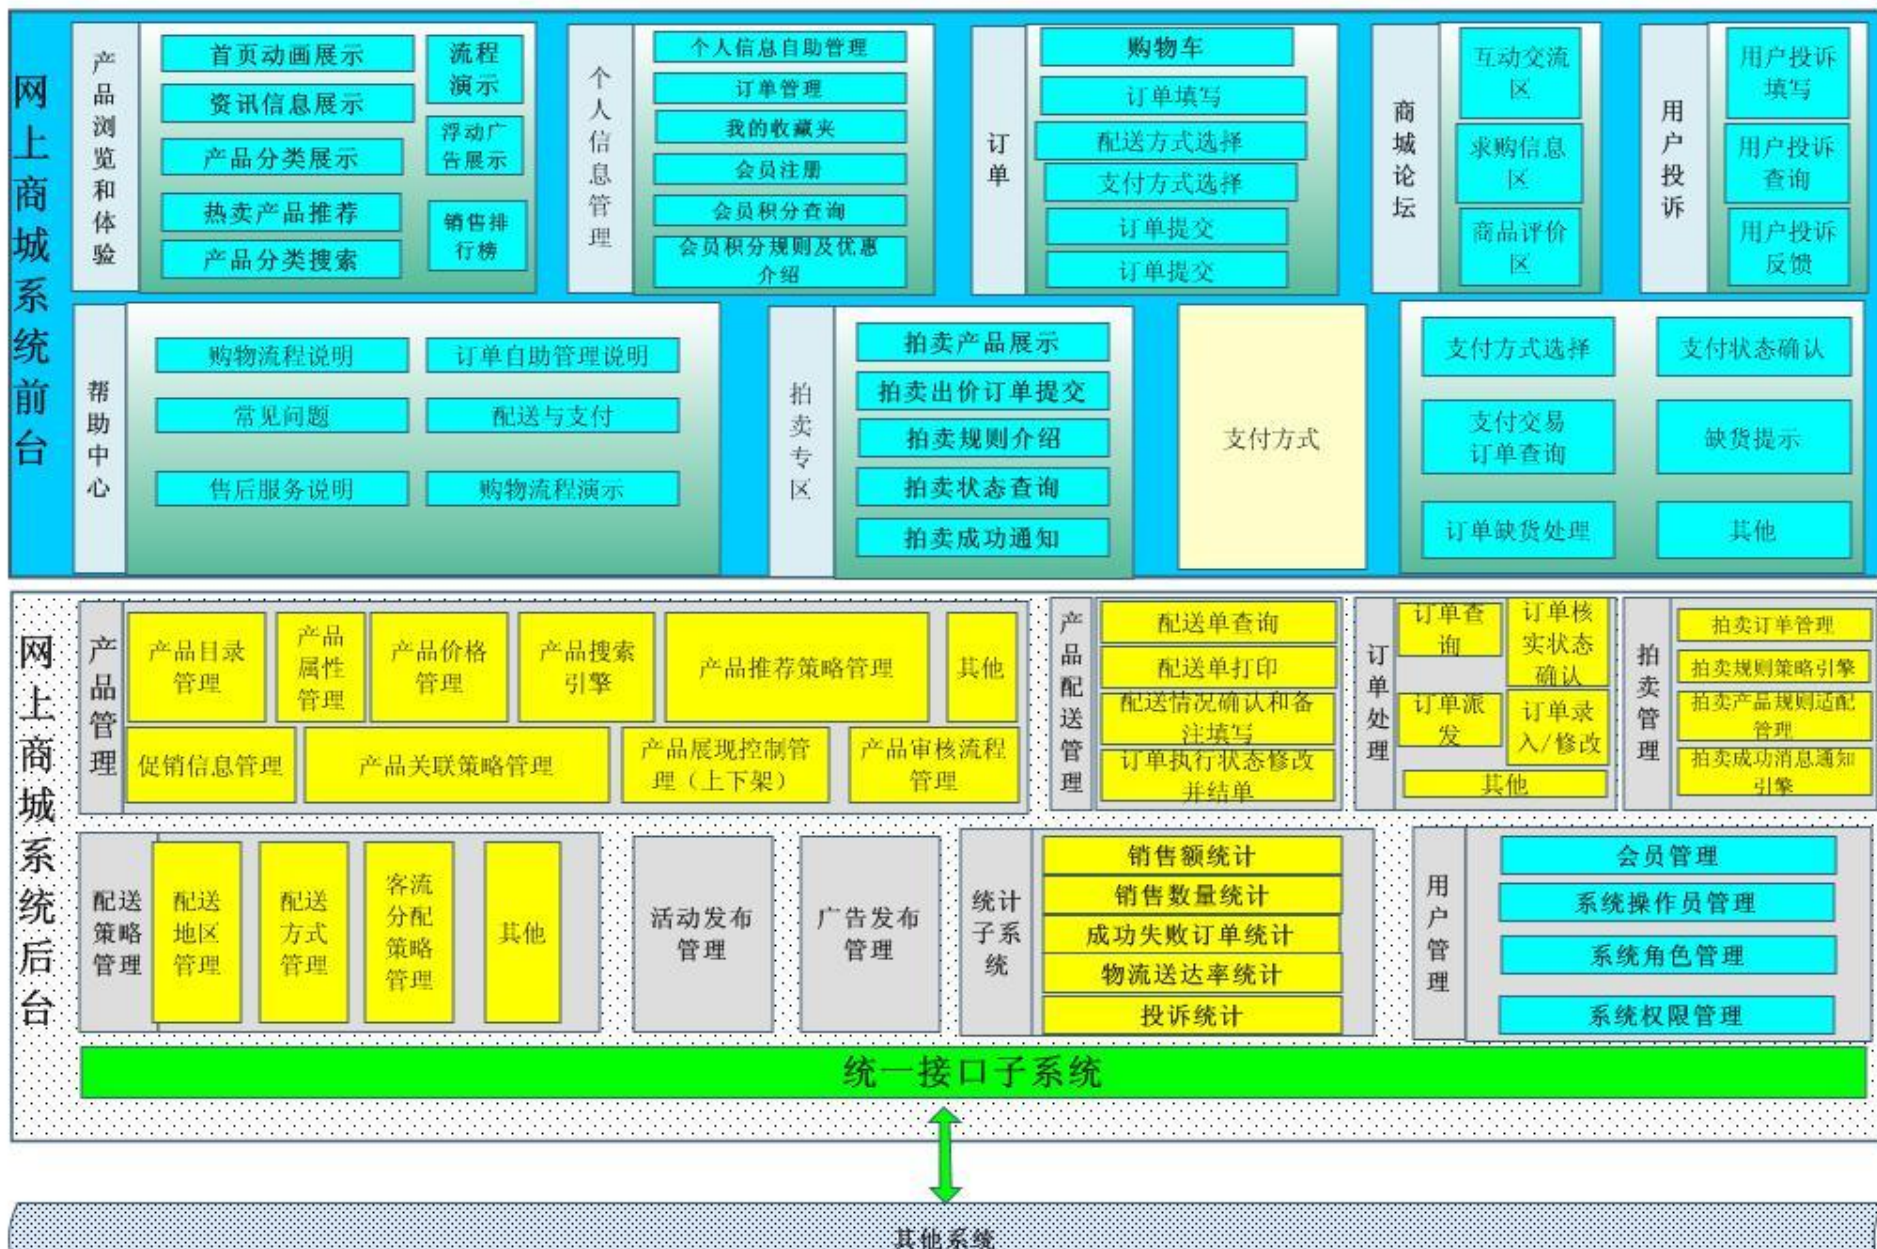 网上商城系统前台
产品浏览和体验
首页动画展示
资讯信息展示
产品分类展示
热卖产品推荐
产品分类搜索
流程
演示
浮动广
告展示
销售排
行榜
个人信息管理
个人信息自助管理
订单管理
我的收藏夹
会员注册
会员积分查询
会员积分规则及优惠
介绍
订单
购物车
订单填写
配送方式选择
支付方式选择
订单提交
订单提交
商城论坛
互动交流
区
求购信息
区
商品评价
区
用户投诉
用户投诉
填写
用户投诉
查询
用户投诉
反馈
帮助中心
购物流程说明
订单自助管理说明
常见问题
配送与支付
售后服务说明
购物流程演示
拍卖专区
拍卖产品展示
拍卖出价订单提交
拍卖规则介绍
拍卖状态查询
拍卖成功通知
支付方式
支付方式选择
支付状态确认
支付交易
订单查询
缺货提示
订单缺货处理
其他
网上商城系统后台
产品管理
产品目录
管理
产品
属性
管理
产品价格
管理
产品搜索
引擎
产品推荐策略管理
其他
促销信息管理
产品关联策略管理
产品展现控制管
理（上下架）
产品审核流程
管理
产品配送管理
配送单查询
配送单打印
配送情况确认和备
注填写
订单执行状态修改
并结单
订单处理
订单查
询
订单核
实状态
确认
订单派
发
订单录
入/修改
其他
拍卖管理
拍卖订单管理
拍卖规则策略引擎
拍卖产品规则适配
管理
拍卖成功消息通知
引擎
配送
策略
管理
配送
地区
管理
配送
方式
管理
客流
分配
策略
管理
其他
活动发布
管理
广告发布
管理
统计
子系
统
销售额统计
销售数量统计
成功失败订单统计
物流送达率统计
投诉统计
用户管理
会员管理
系统操作员管理
系统角色管理
系统权限管理
统一接口子系统
其他系统